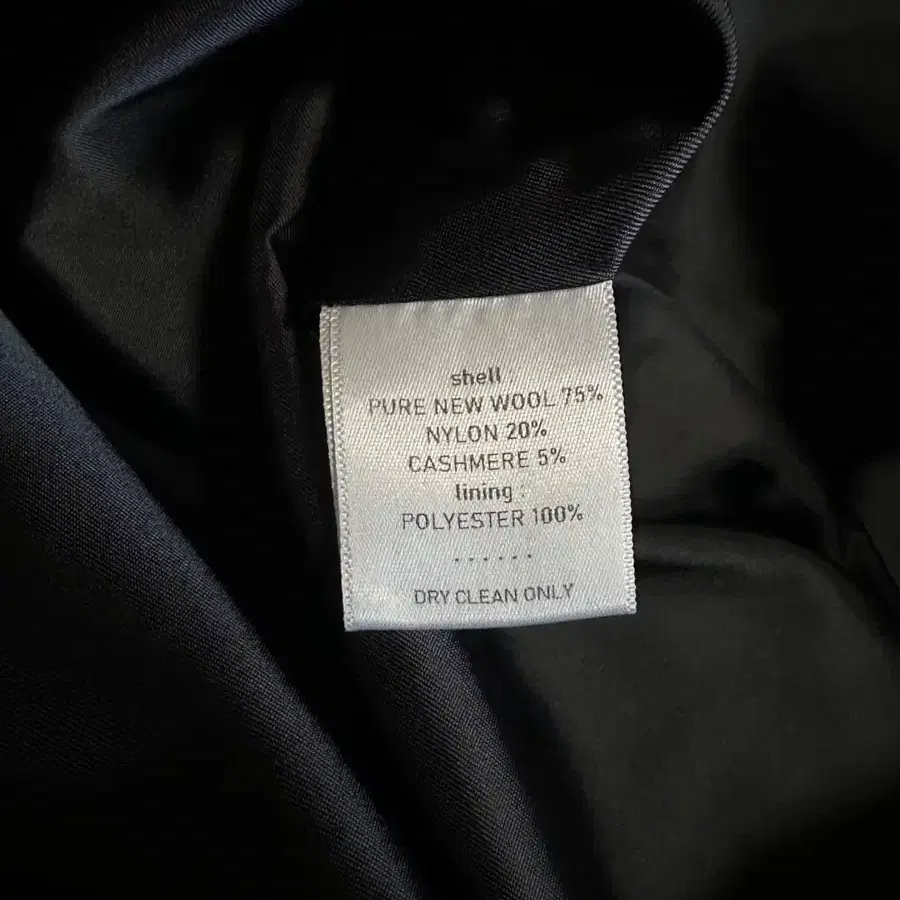 shell :
PURE NEW WOOL 75%
NYLON 20%
CASHMERE 5%
lining :
POLYESTER 100%
......
DRY CLEAN ONLY